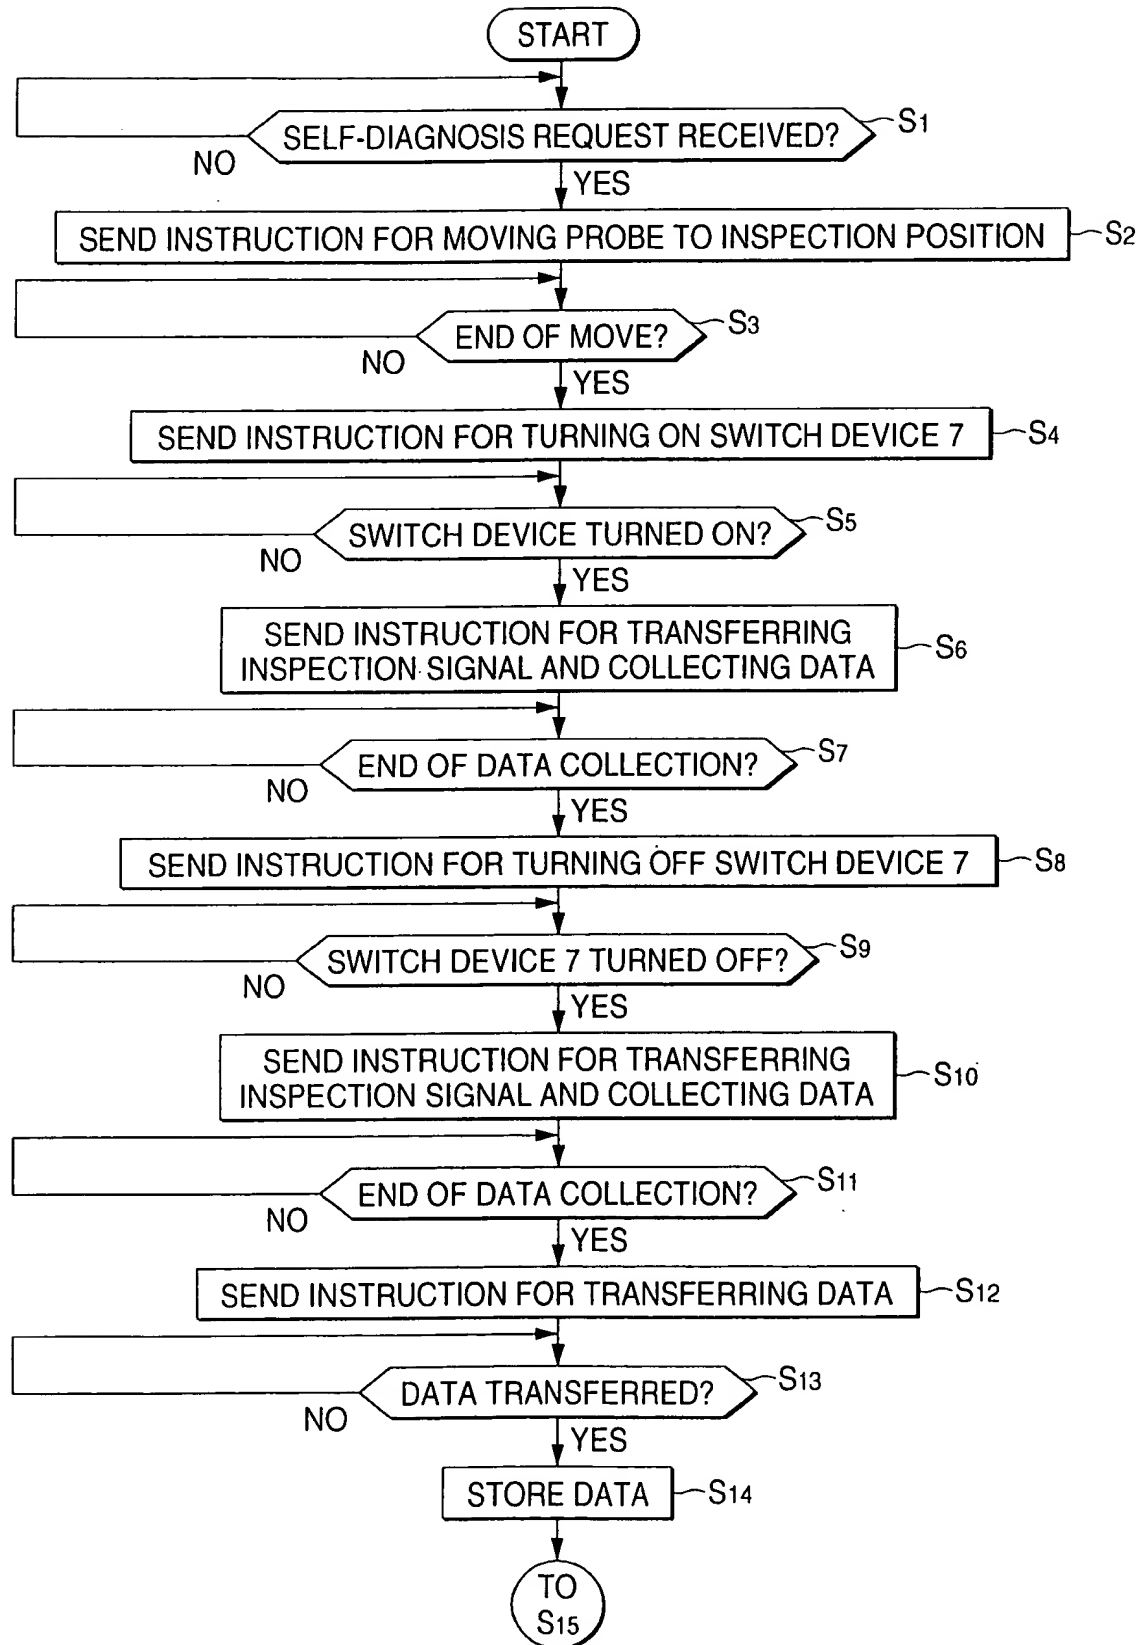 START
SELF-DIAGNOSIS REQUEST RECEIVED?
S1
NO
YES
SEND INSTRUCTION FOR MOVING PROBE TO INSPECTION POSITION
S2
END OF MOVE?
S3
NO
YES
SEND INSTRUCTION FOR TURNING ON SWITCH DEVICE 7
S4
SWITCH DEVICE TURNED ON?
S5
NO
YES
SEND INSTRUCTION FOR TRANSFERRING
INSPECTION SIGNAL AND COLLECTING DATA
S6
END OF DATA COLLECTION?
S7
NO
YES
SEND INSTRUCTION FOR TURNING OFF SWITCH DEVICE 7
S8
SWITCH DEVICE 7 TURNED OFF?
S9
NO
YES
SEND INSTRUCTION FOR TRANSFERRING
INSPECTION SIGNAL AND COLLECTING DATA
S10
END OF DATA COLLECTION?
S11
NO
YES
SEND INSTRUCTION FOR TRANSFERRING DATA
S12
DATA TRANSFERRED?
S13
NO
YES
STORE DATA
S14
TO
S15